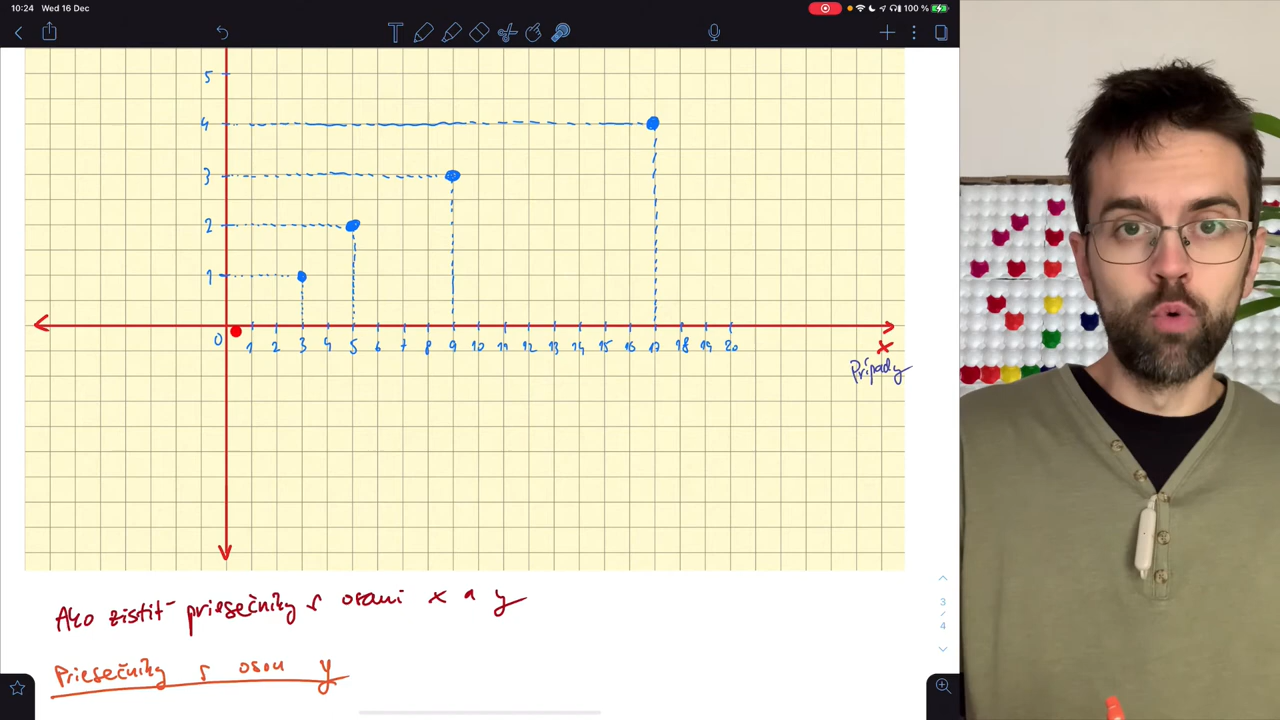 10:24 Wed 16 Dec
100 %
T
5
4
3
2
1
0 1 2 3 4 5 6 7 8 9 10 11 12 13 14 15 16 17 18 19 20
x
Prípady
3
/
4
Ako zistiť priesečníky s osami x a y
Priesečníky s osou y